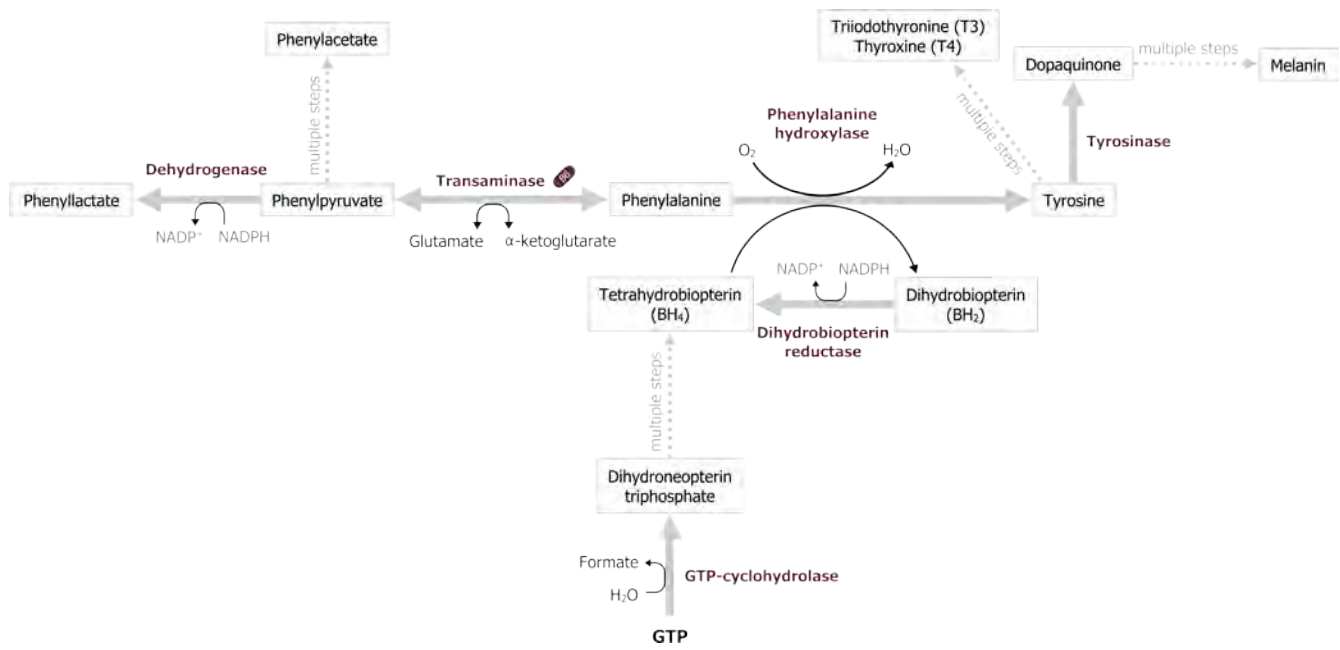 Triiodothyronine (T3)
Thyroxine (T4)
Phenylacetate
multiple steps
Dopaquinone
Melanin
multiple steps
multiple steps
Phenylalanine
hydroxylase
O₂
H₂O
Tyrosinase
Dehydrogenase
Transaminase
B6
Phenyllactate
Phenylpyruvate
Phenylalanine
Tyrosine
NADP⁺
NADPH
Glutamate
α-ketoglutarate
NADP⁺
NADPH
Tetrahydrobiopterin
(BH₄)
Dihydrobiopterin
(BH₂)
Dihydrobiopterin
reductase
multiple steps
Dihydroneopterin
triphosphate
Formate
H₂O
GTP-cyclohydrolase
GTP